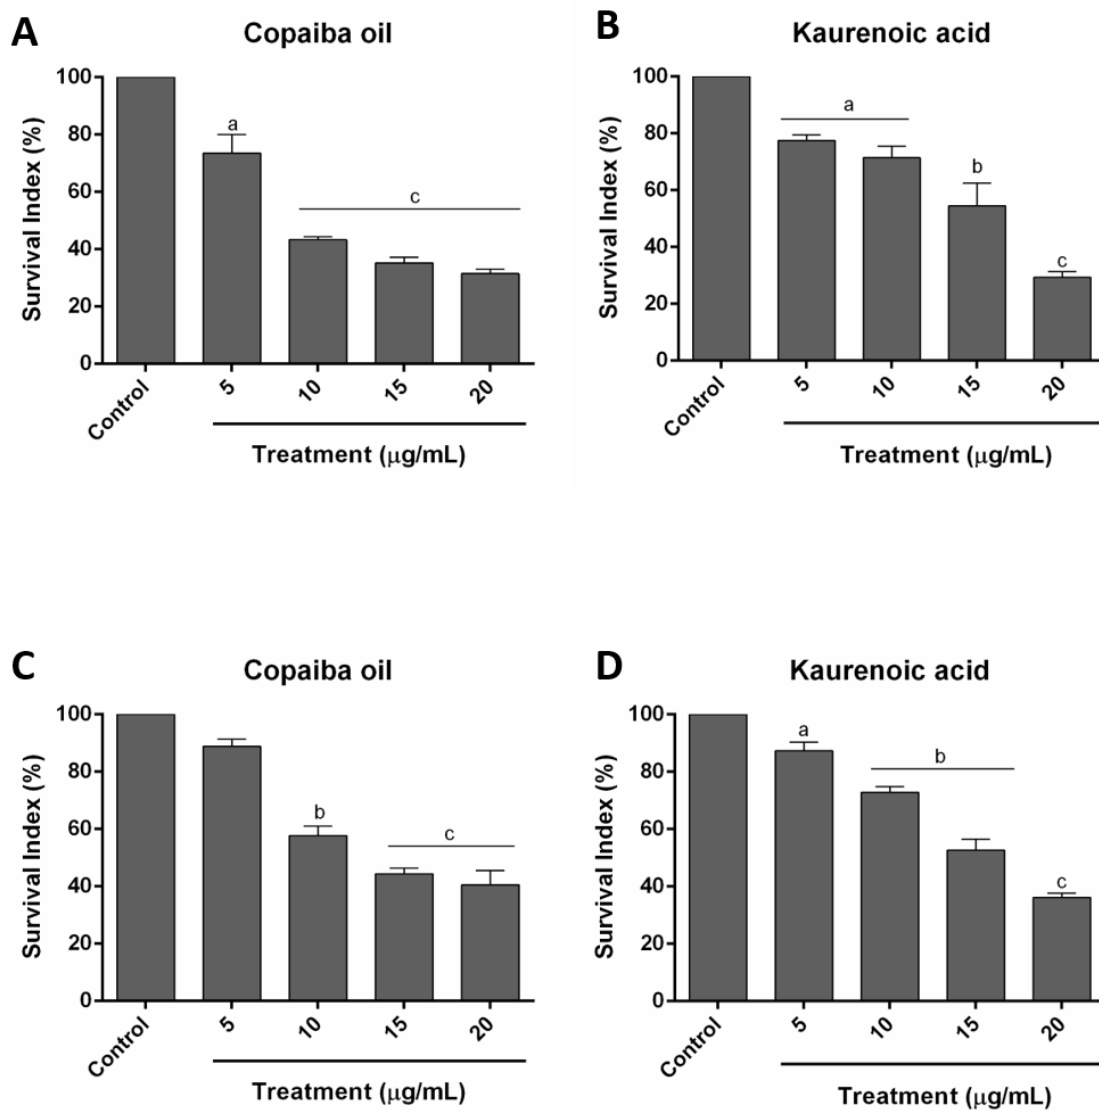 A
Copaiba oil
Survival Index (%)
100
80
60
40
20
0
a
c
Control
5
10
15
20
Treatment (μg/mL)
B
Kaurenoic acid
Survival Index (%)
100
80
60
40
20
0
a
b
c
Control
5
10
15
20
Treatment (μg/mL)
C
Copaiba oil
Survival Index (%)
100
80
60
40
20
0
b
c
Control
5
10
15
20
Treatment (μg/mL)
D
Kaurenoic acid
Survival Index (%)
100
80
60
40
20
0
a
b
c
Control
5
10
15
20
Treatment (μg/mL)